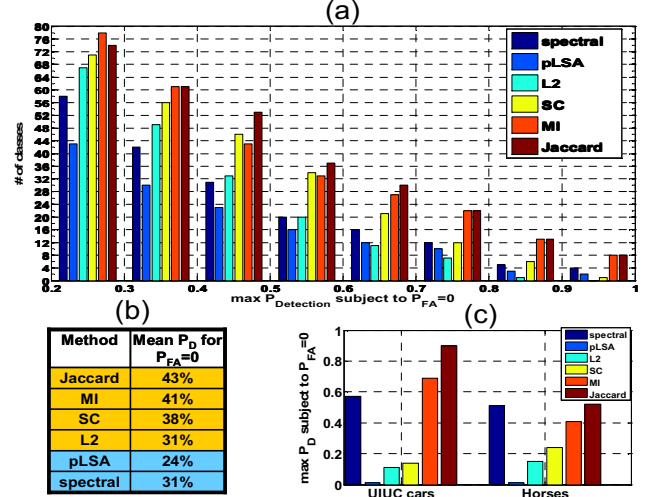 (a)
80
76
72
68
64
60
56
52
48
44
40
36
32
28
24
20
16
12
8
4
0
# of classes
spectral
pLSA
L2
SC
MI
Jaccard
0.2 0.3 0.4 0.5 0.6 0.7 0.8 0.9 1
max P_Detection subject to P_FA=0
(b)
Method Mean P_D for P_FA=0
Jaccard 43%
MI 41%
SC 38%
L2 31%
pLSA 24%
spectral 31%
(c)
1
0.8
0.6
0.4
0.2
0
max P_D subject to P_FA=0
spectral
pLSA
L2
SC
MI
Jaccard
UIUC cars Horses